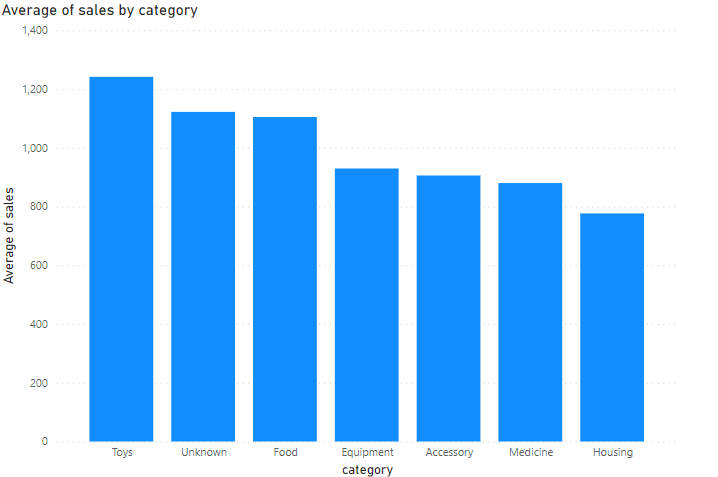 Average of sales by category
1,400
1,200
1,000
800
600
400
200
0
Average of sales
Toys Unknown Food Equipment Accessory Medicine Housing
category